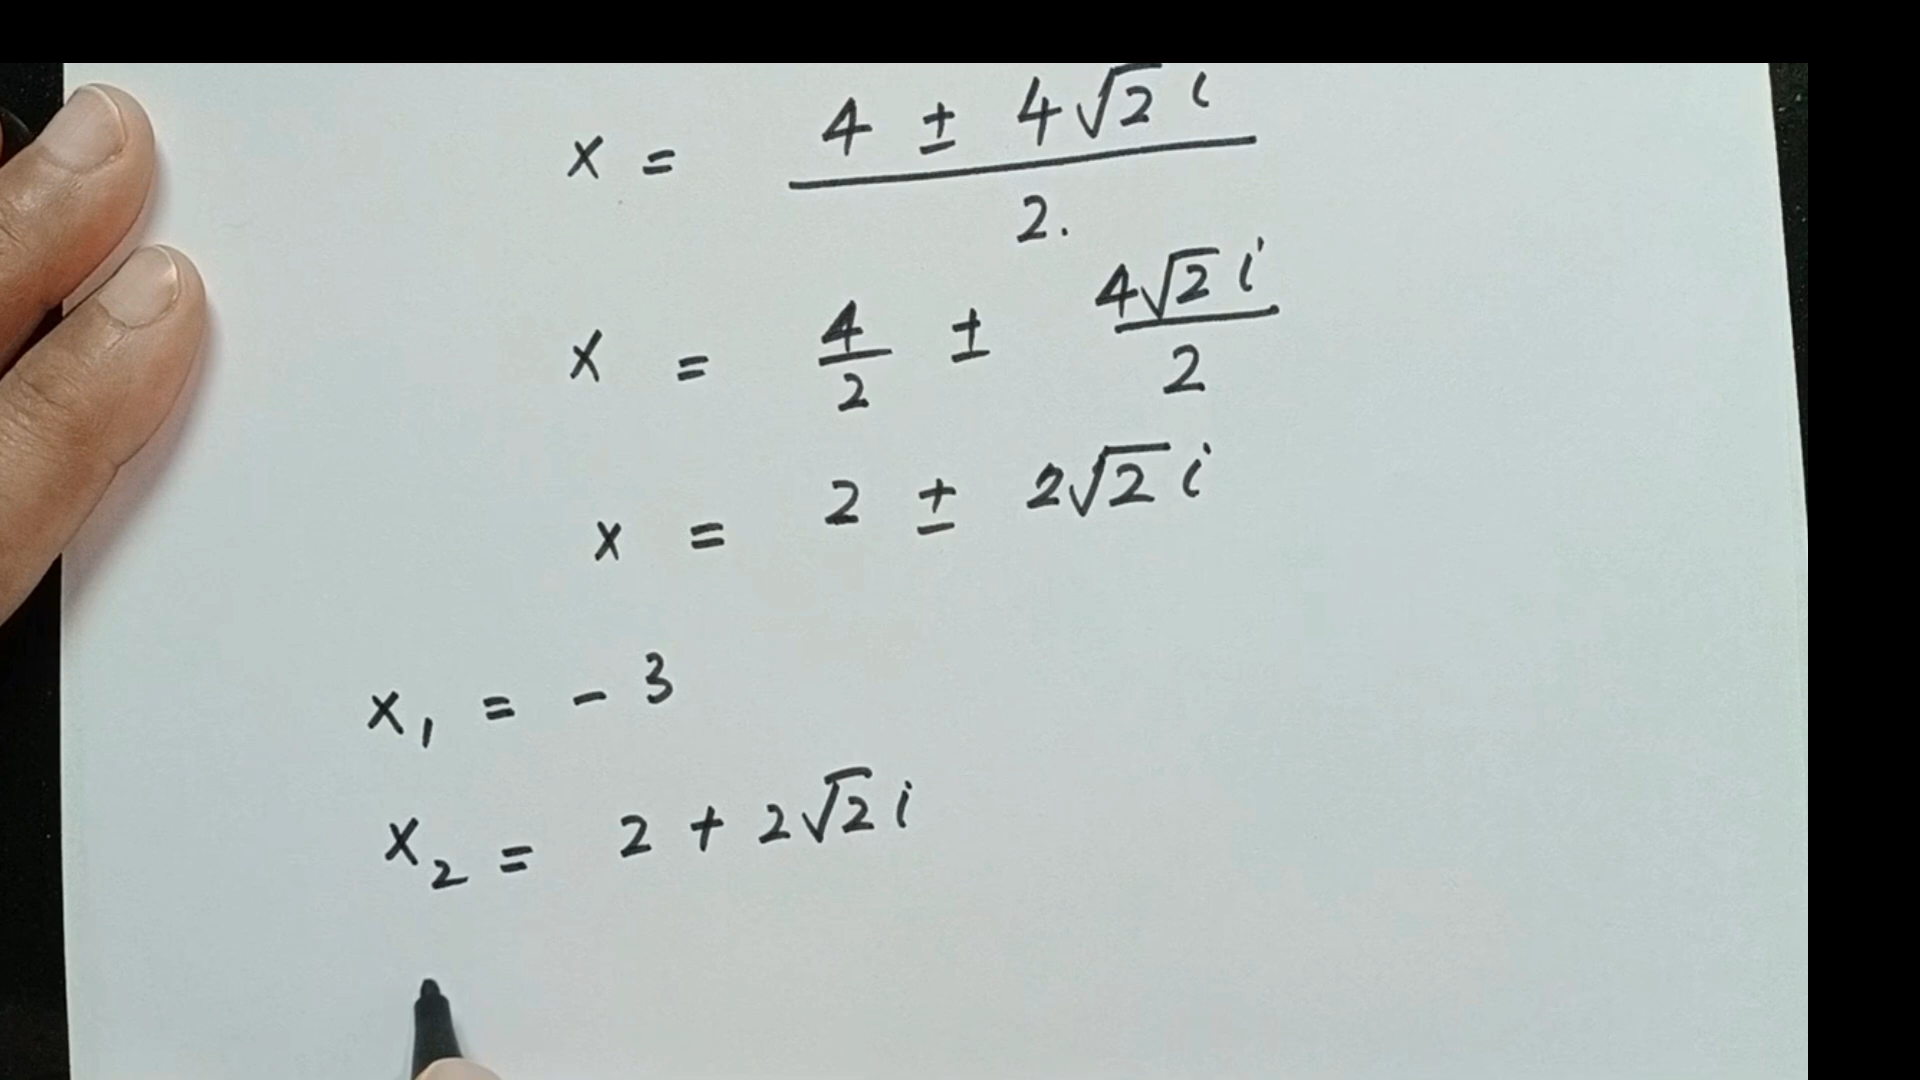 x = (4 ± 4√2 i) / 2.
x = 4/2 ± 4√2 i / 2
x = 2 ± 2√2 i
x₁ = - 3
x₂ = 2 + 2√2 i